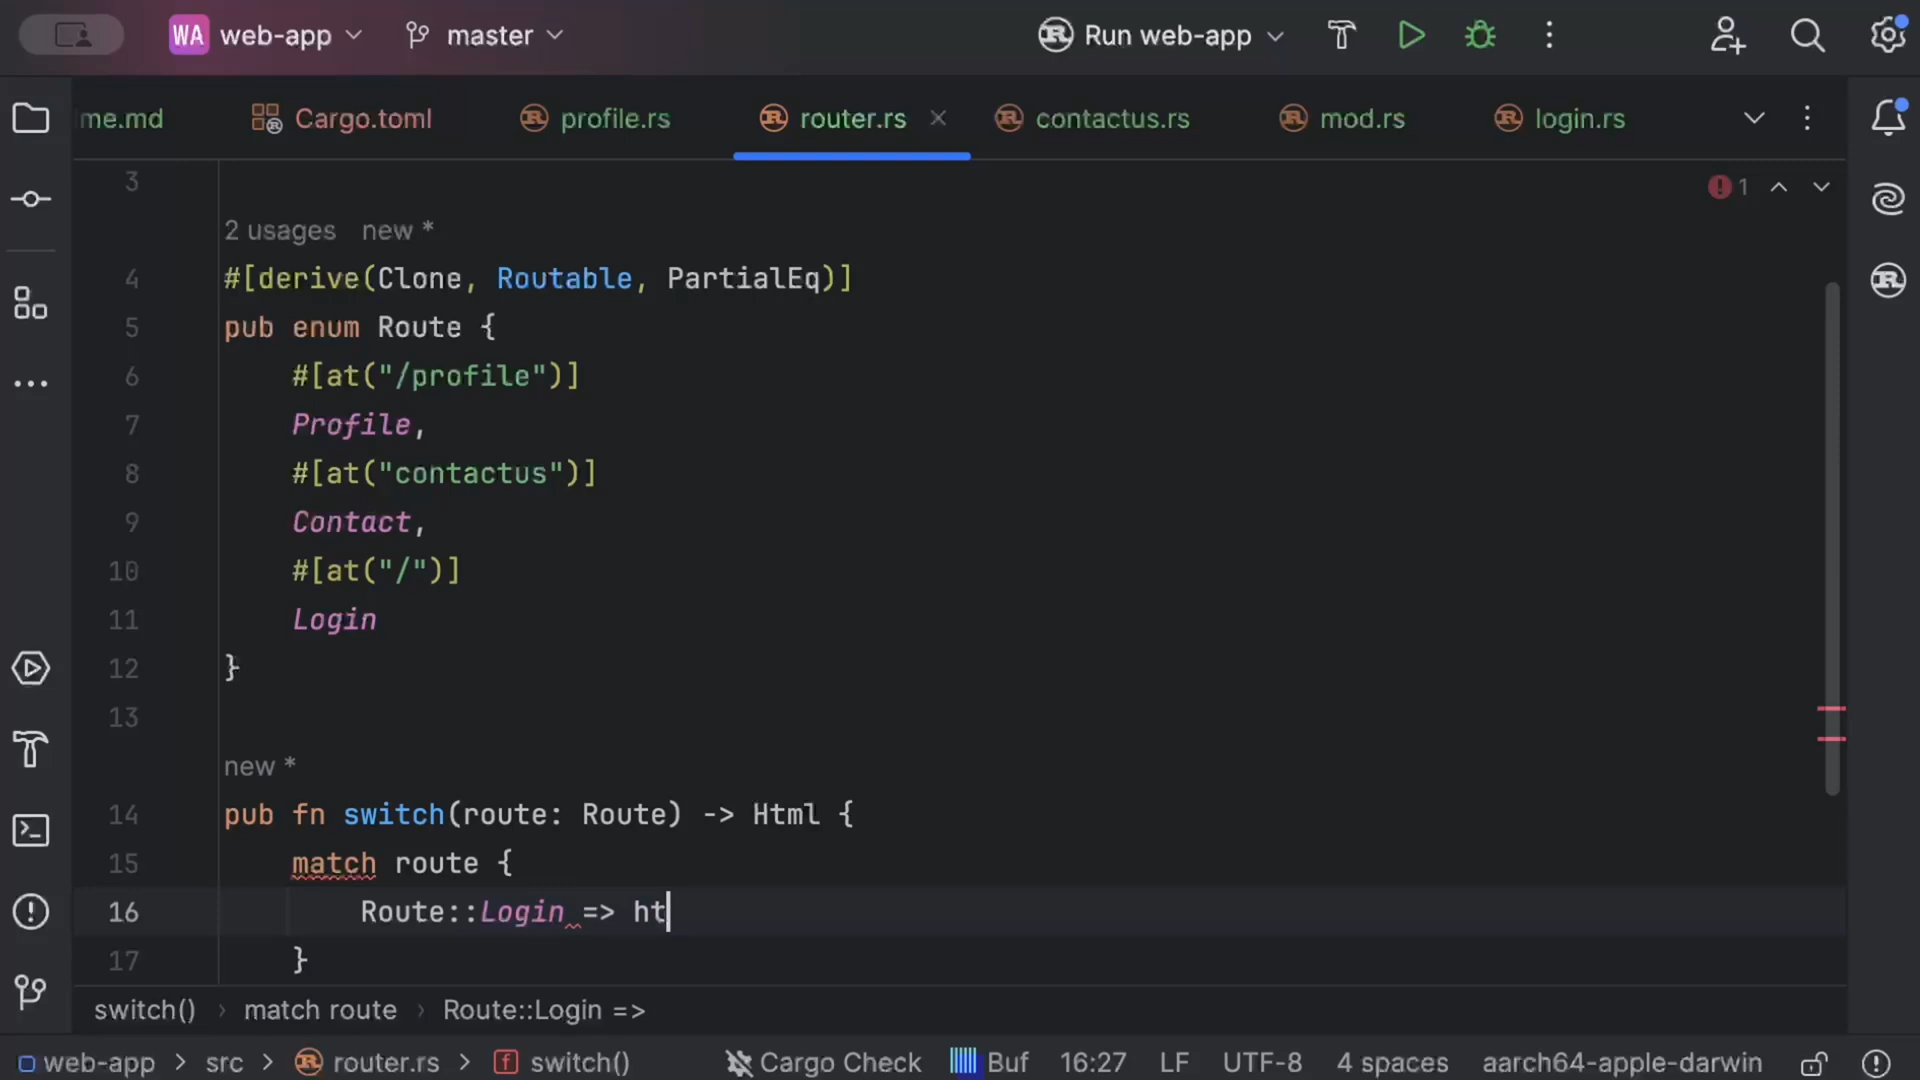 WA web-app master Run web-app
me.md Cargo.toml profile.rs router.rs contactus.rs mod.rs login.rs
3 1
2 usages new *
4 #[derive(Clone, Routable, PartialEq)]
5 pub enum Route {
6 #[at("/profile")]
7 Profile,
8 #[at("contactus")]
9 Contact,
10 #[at("/")]
11 Login
12 }
13
new *
14 pub fn switch(route: Route) -> Html {
15 match route {
16 Route::Login => ht
17 }
switch() › match route › Route::Login =>
web-app > src > router.rs > f switch() Cargo Check Buf 16:27 LF UTF-8 4 spaces aarch64-apple-darwin